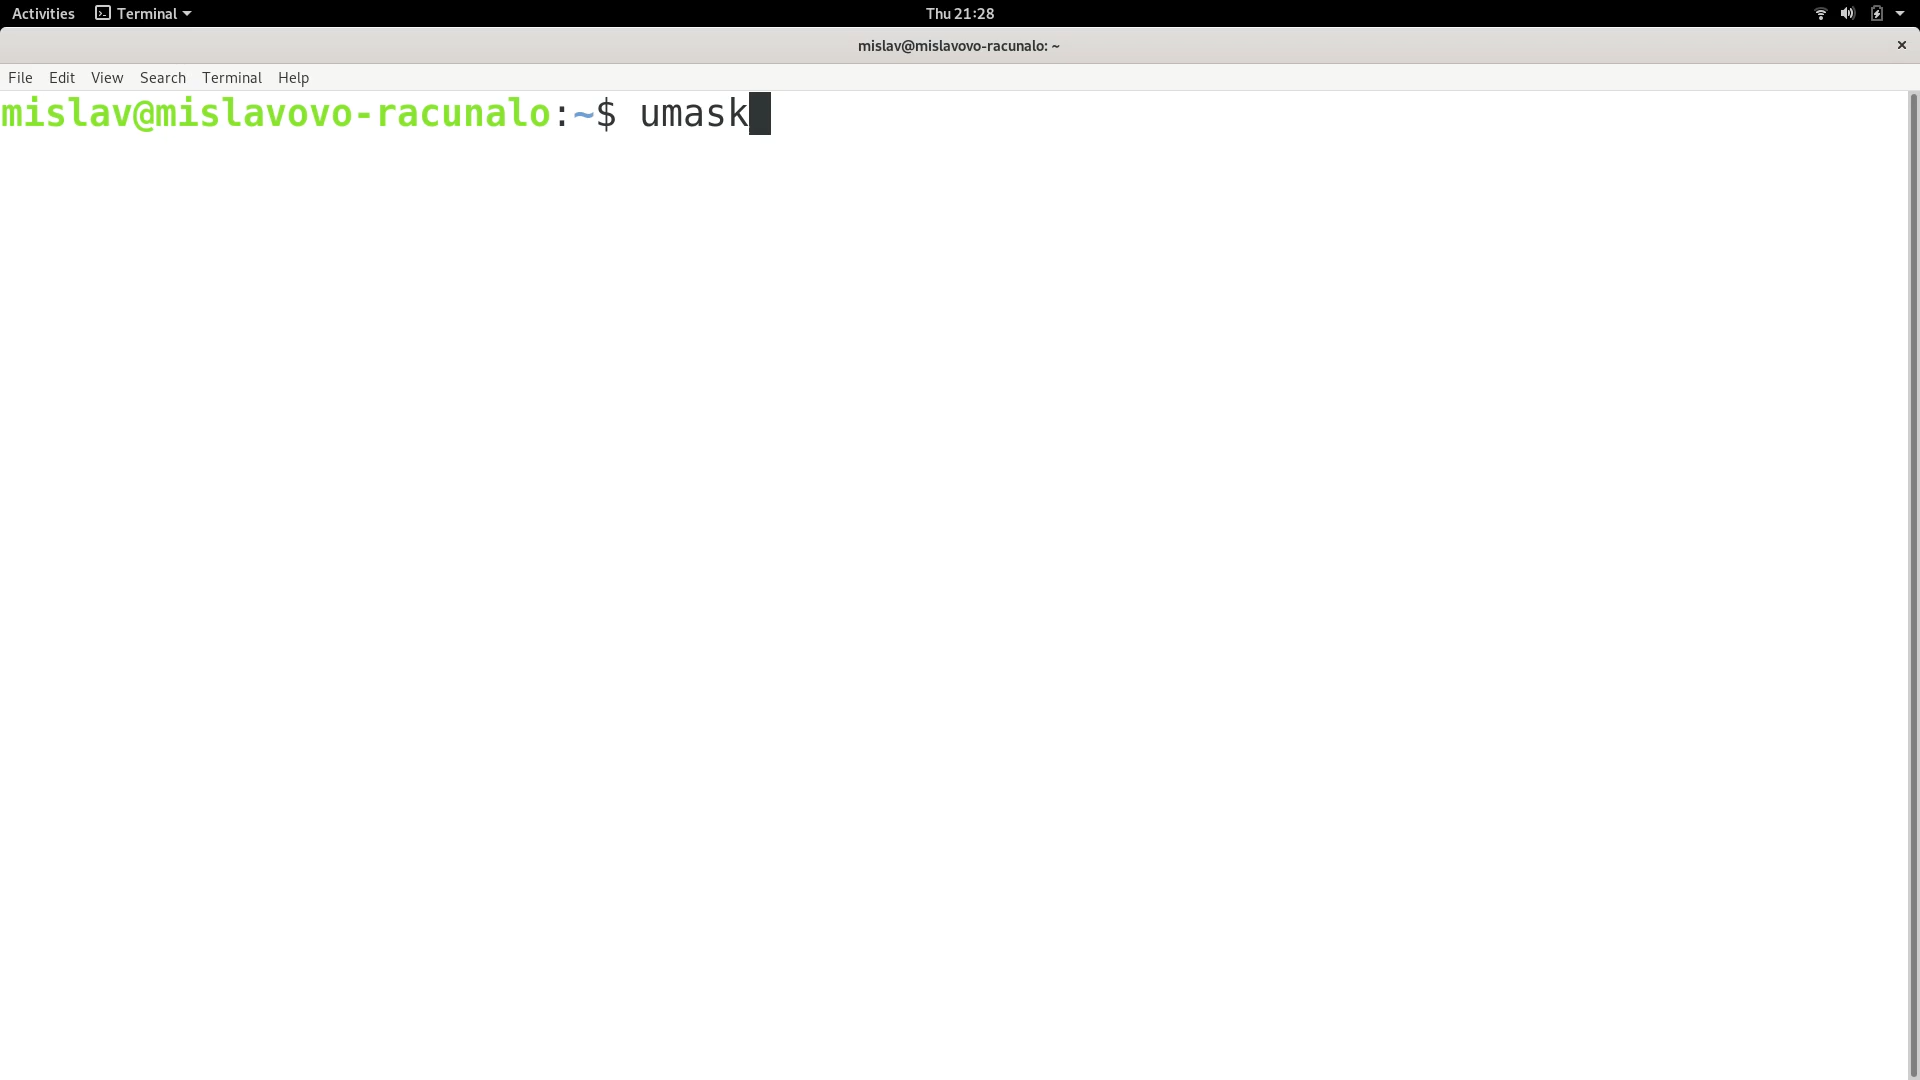 Activities Terminal Thu 21:28
mislav@mislavovo-racunalo: ~ ×
File Edit View Search Terminal Help
mislav@mislavovo-racunalo:~$ umask